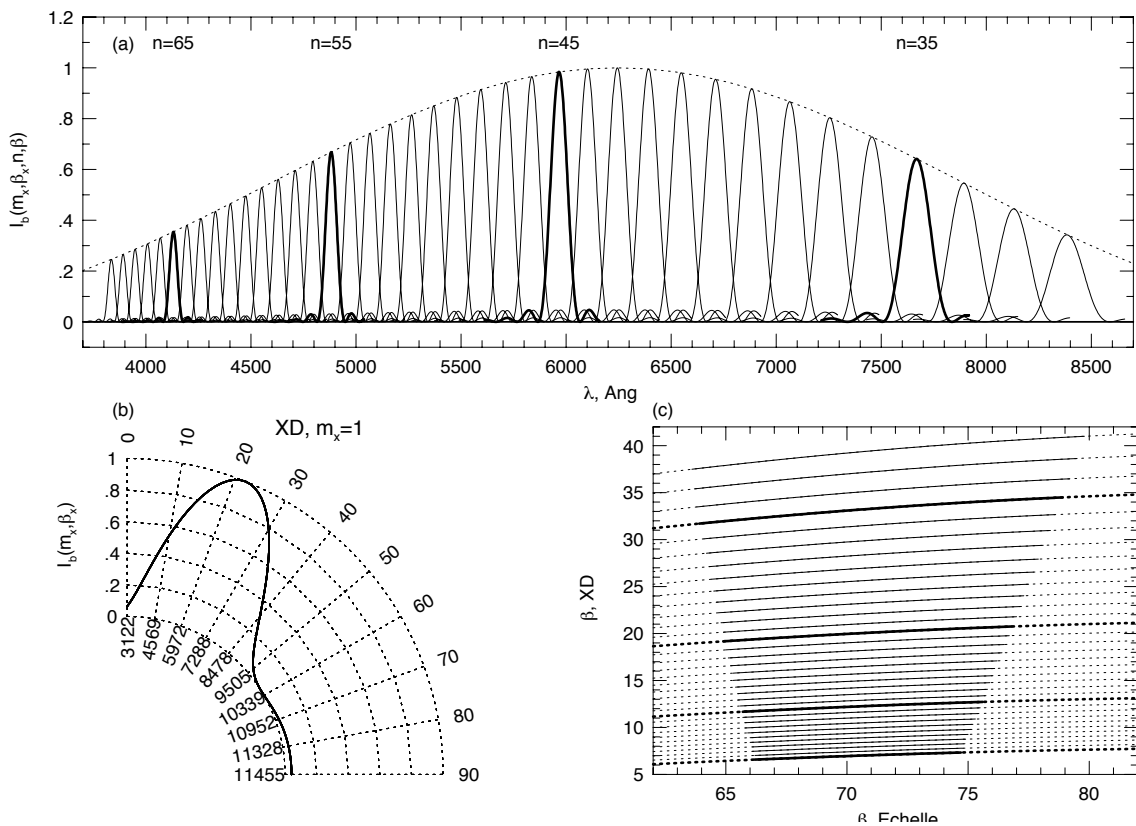 1.2
1
.8
.6
.4
.2
0
I_b(m_x,β_x,n,β)
(a)
n=65
n=55
n=45
n=35
4000 4500 5000 5500 6000 6500 7000 7500 8000 8500
λ, Ang
(b)
XD, m_x=1
0
10
20
30
40
50
60
70
80
90
1
.8
.6
.4
.2
0
I_b(m_x,β_x)
3122
4569
5972
7288
8478
9505
10339
10952
11328
11455
(c)
40
35
30
25
20
15
10
5
β, XD
65 70 75 80
β, Echelle